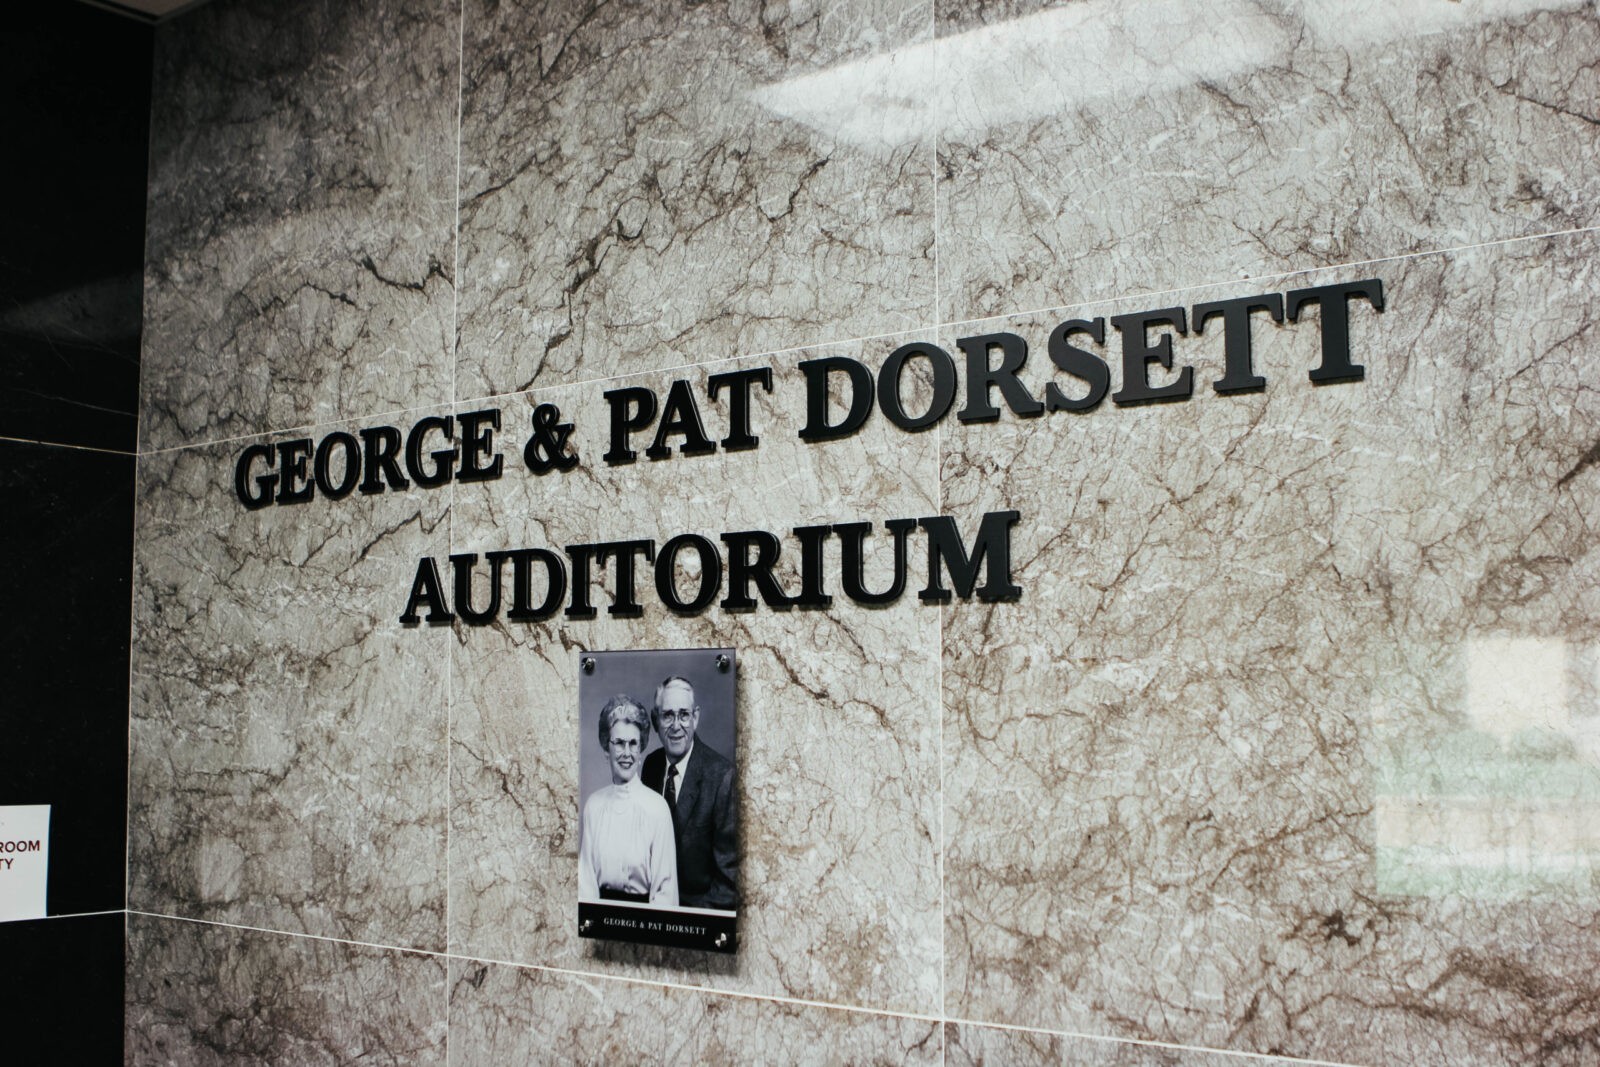 GEORGE & PAT DORSETT
AUDITORIUM
GEORGE & PAT DORSETT
ROOM
TY